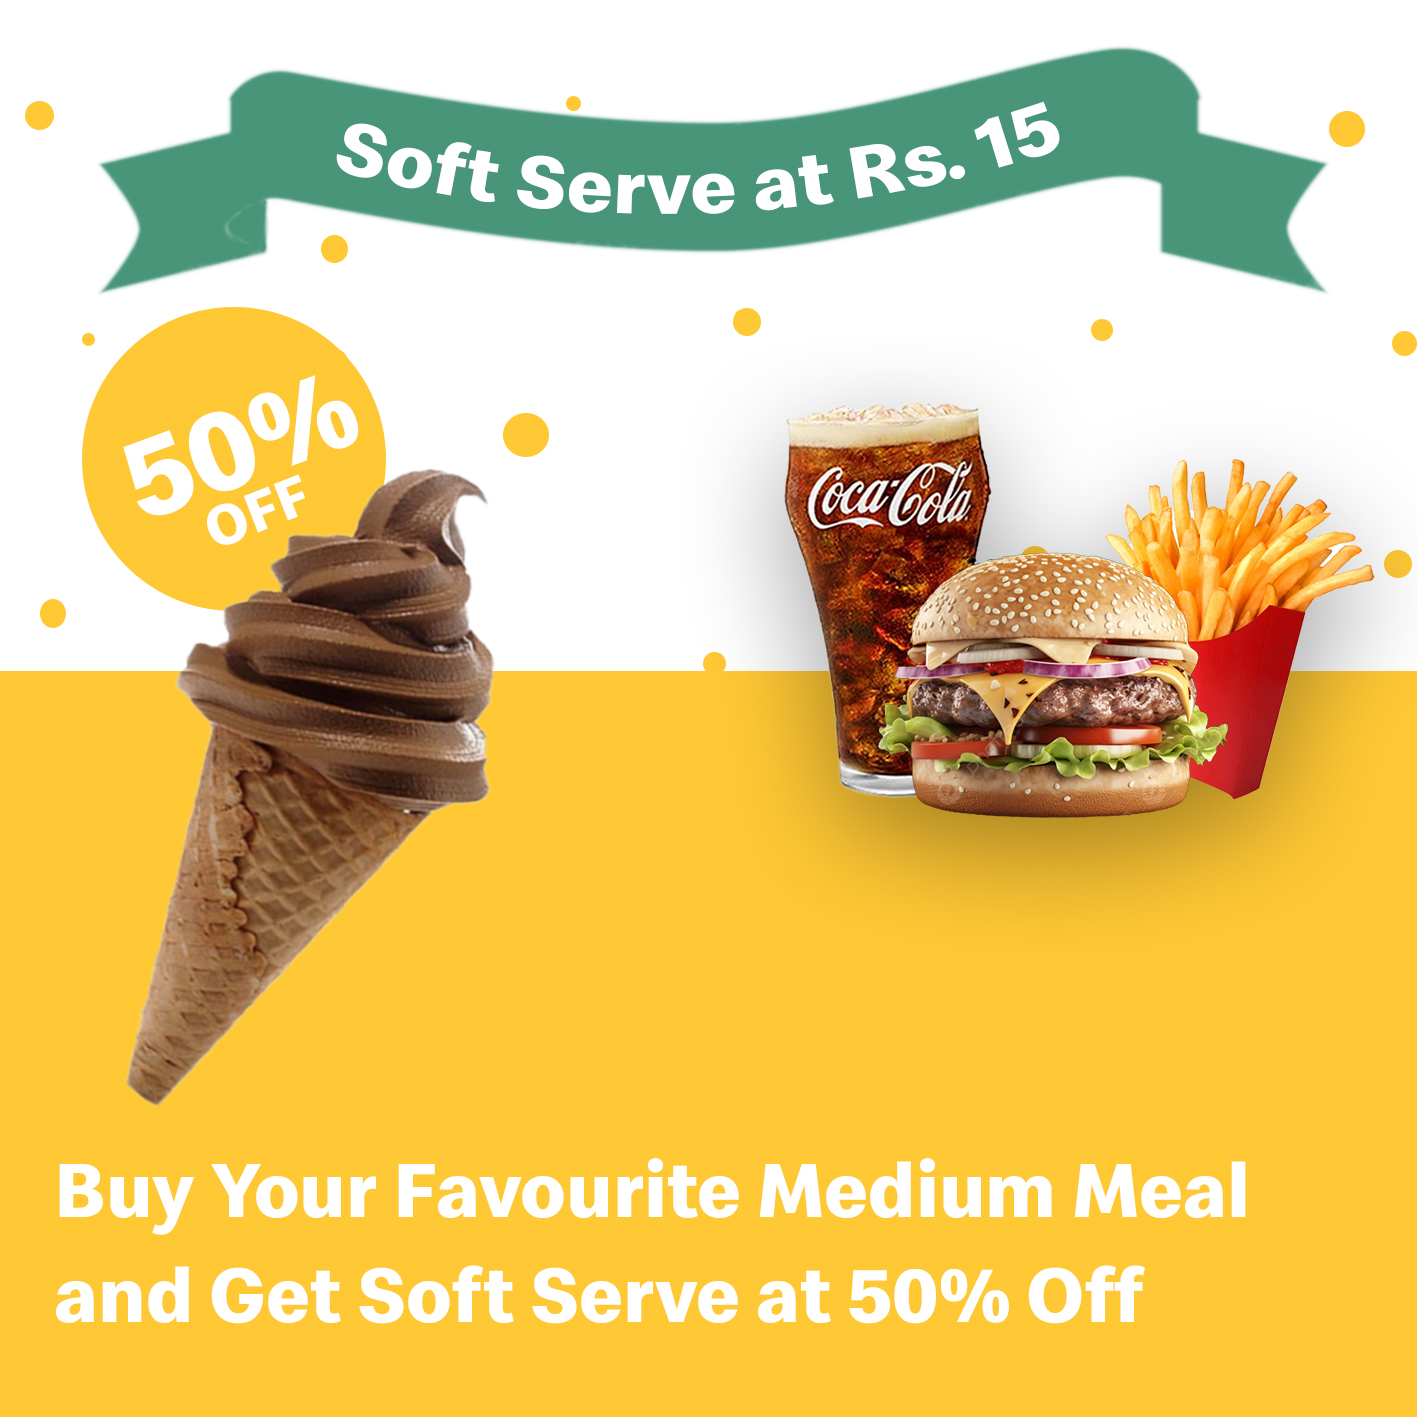 Soft Serve at Rs. 15
50%
OFF
Coca-Cola
Buy Your Favourite Medium Meal
and Get Soft Serve at 50% Off